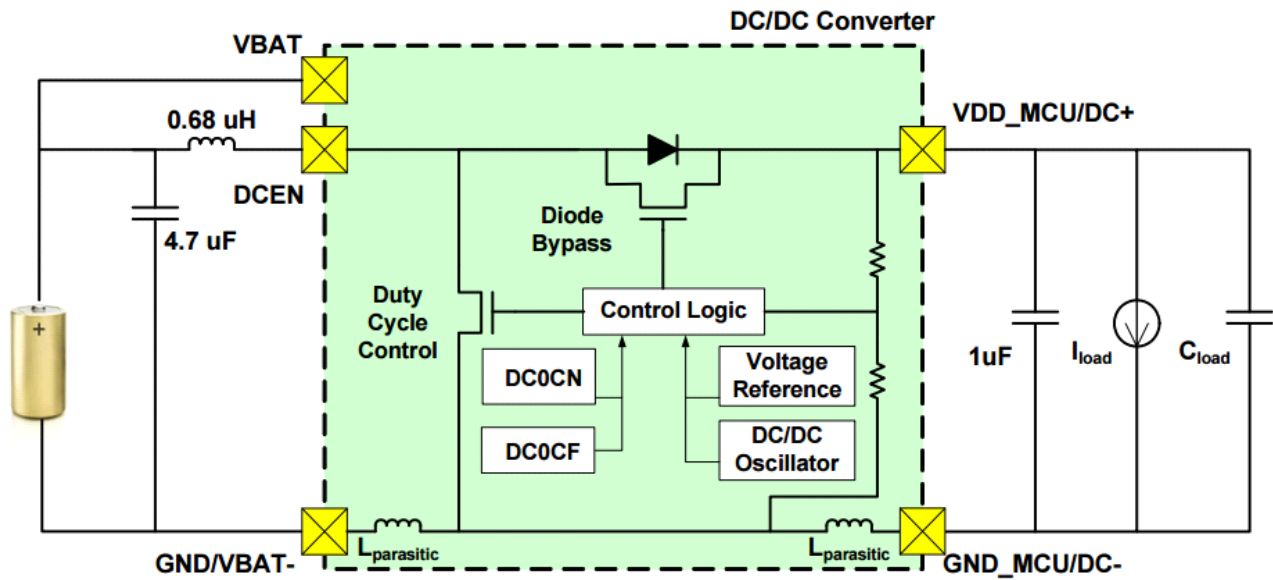 DC/DC Converter
VBAT
0.68 uH
VDD_MCU/DC+
DCEN
4.7 uF
Diode
Bypass
+
Duty
Cycle
Control
Control Logic
DC0CN
Voltage
Reference
DC0CF
DC/DC
Oscillator
1uF
Iload
Cload
Lparasitic
Lparasitic
GND/VBAT-
GND_MCU/DC-